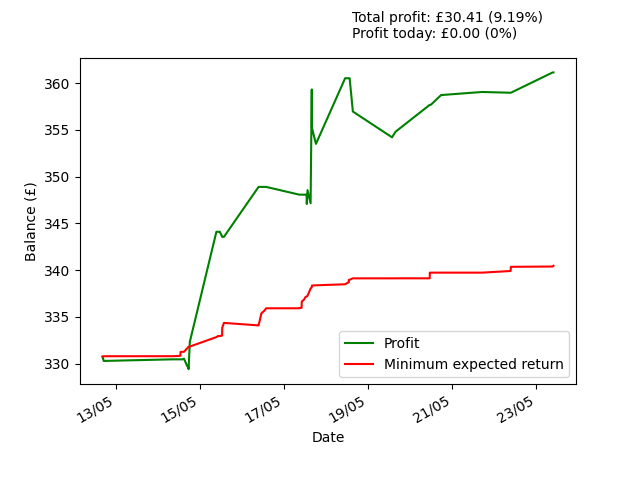 Total profit: £30.41 (9.19%)
Profit today: £0.00 (0%)
360
355
350
345
340
335
330
Balance (£)
Profit
Minimum expected return
13/05
15/05
17/05
19/05
21/05
23/05
Date